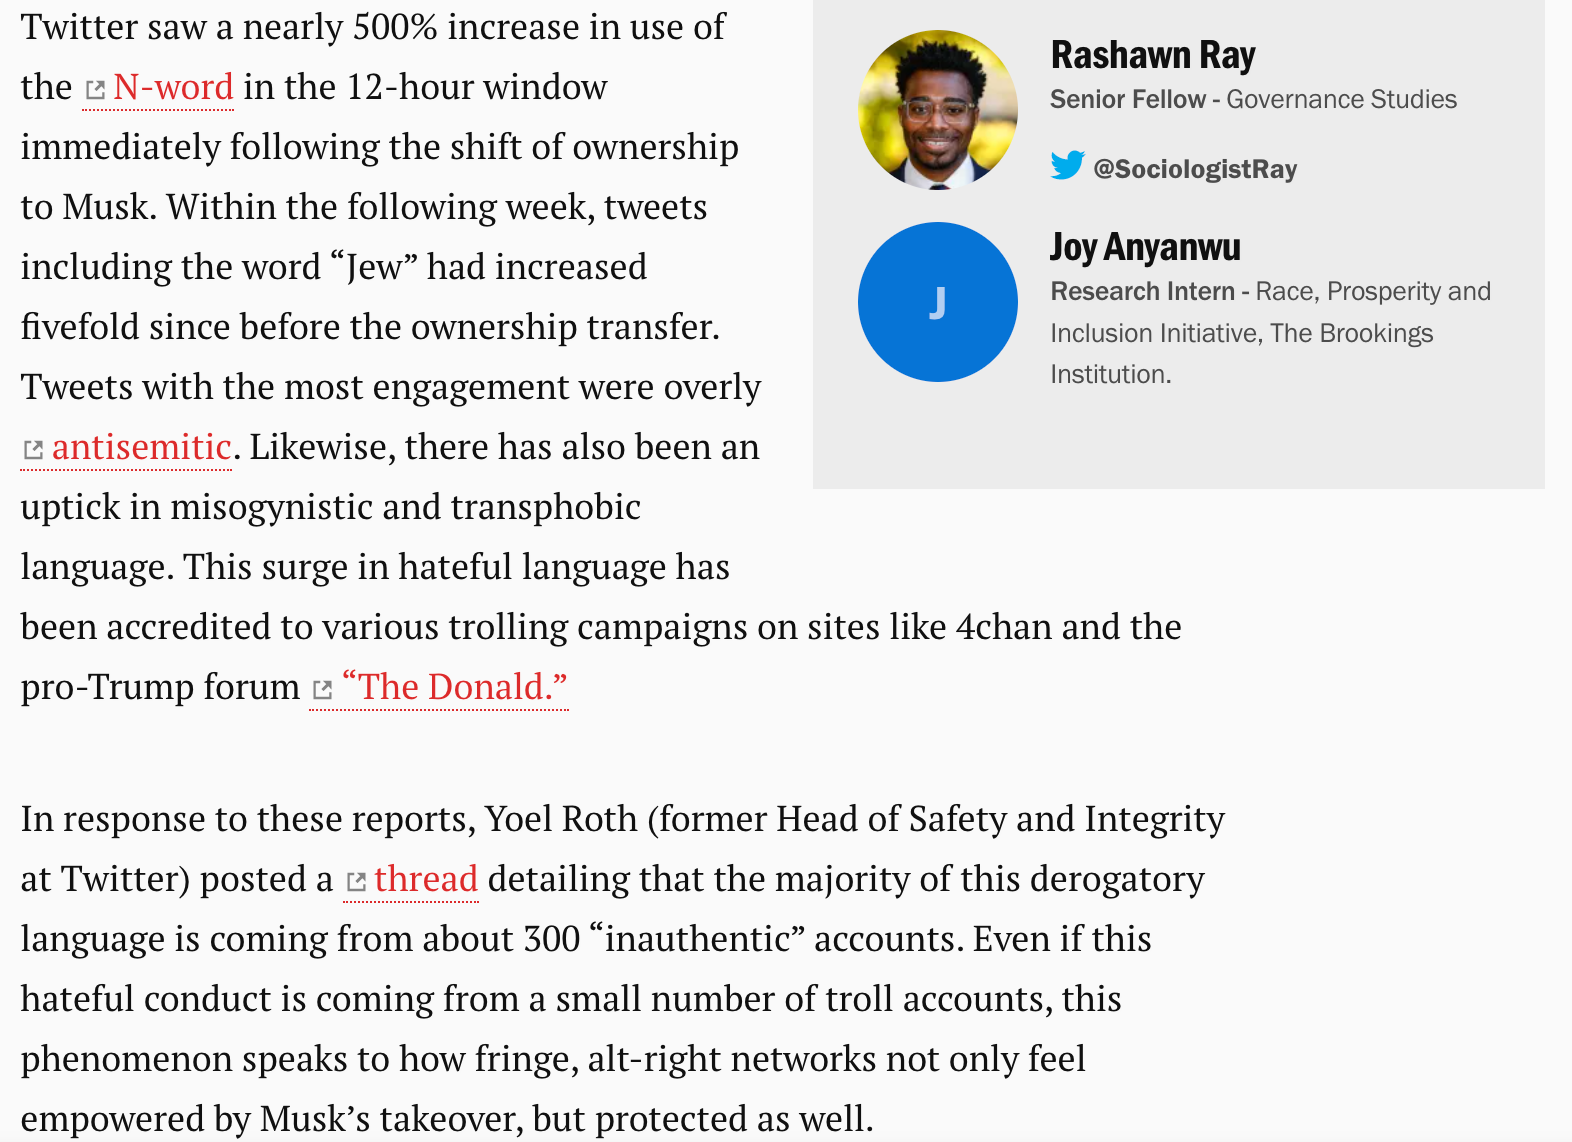 Twitter saw a nearly 500% increase in use of
the N-word in the 12-hour window
immediately following the shift of ownership
to Musk. Within the following week, tweets
including the word “Jew” had increased
fivefold since before the ownership transfer.
Tweets with the most engagement were overly
antisemitic. Likewise, there has also been an
uptick in misogynistic and transphobic
language. This surge in hateful language has
been accredited to various trolling campaigns on sites like 4chan and the
pro-Trump forum “The Donald.”
In response to these reports, Yoel Roth (former Head of Safety and Integrity
at Twitter) posted a thread detailing that the majority of this derogatory
language is coming from about 300 “inauthentic” accounts. Even if this
hateful conduct is coming from a small number of troll accounts, this
phenomenon speaks to how fringe, alt-right networks not only feel
empowered by Musk’s takeover, but protected as well.
Rashawn Ray
Senior Fellow - Governance Studies
@SociologistRay
J
Joy Anyanwu
Research Intern - Race, Prosperity and
Inclusion Initiative, The Brookings
Institution.